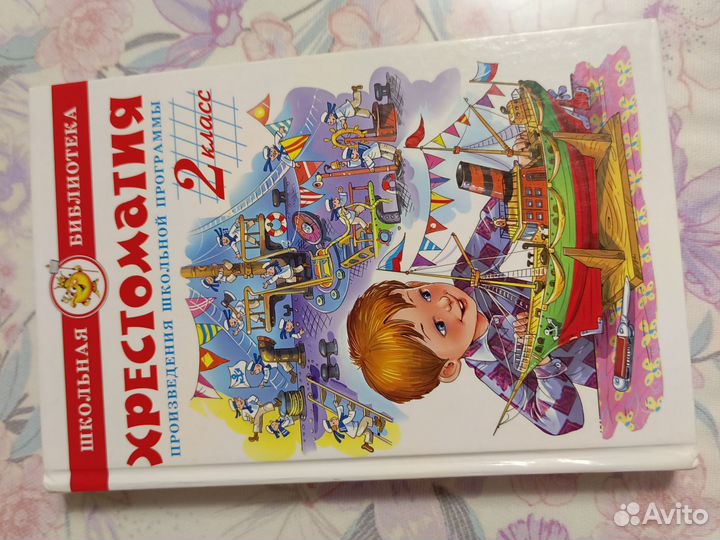 ШКОЛЬНАЯ БИБЛИОТЕКА
ХРЕСТОМАТИЯ
ПРОИЗВЕДЕНИЯ ШКОЛЬНОЙ ПРОГРАММЫ
2 класс
Avito